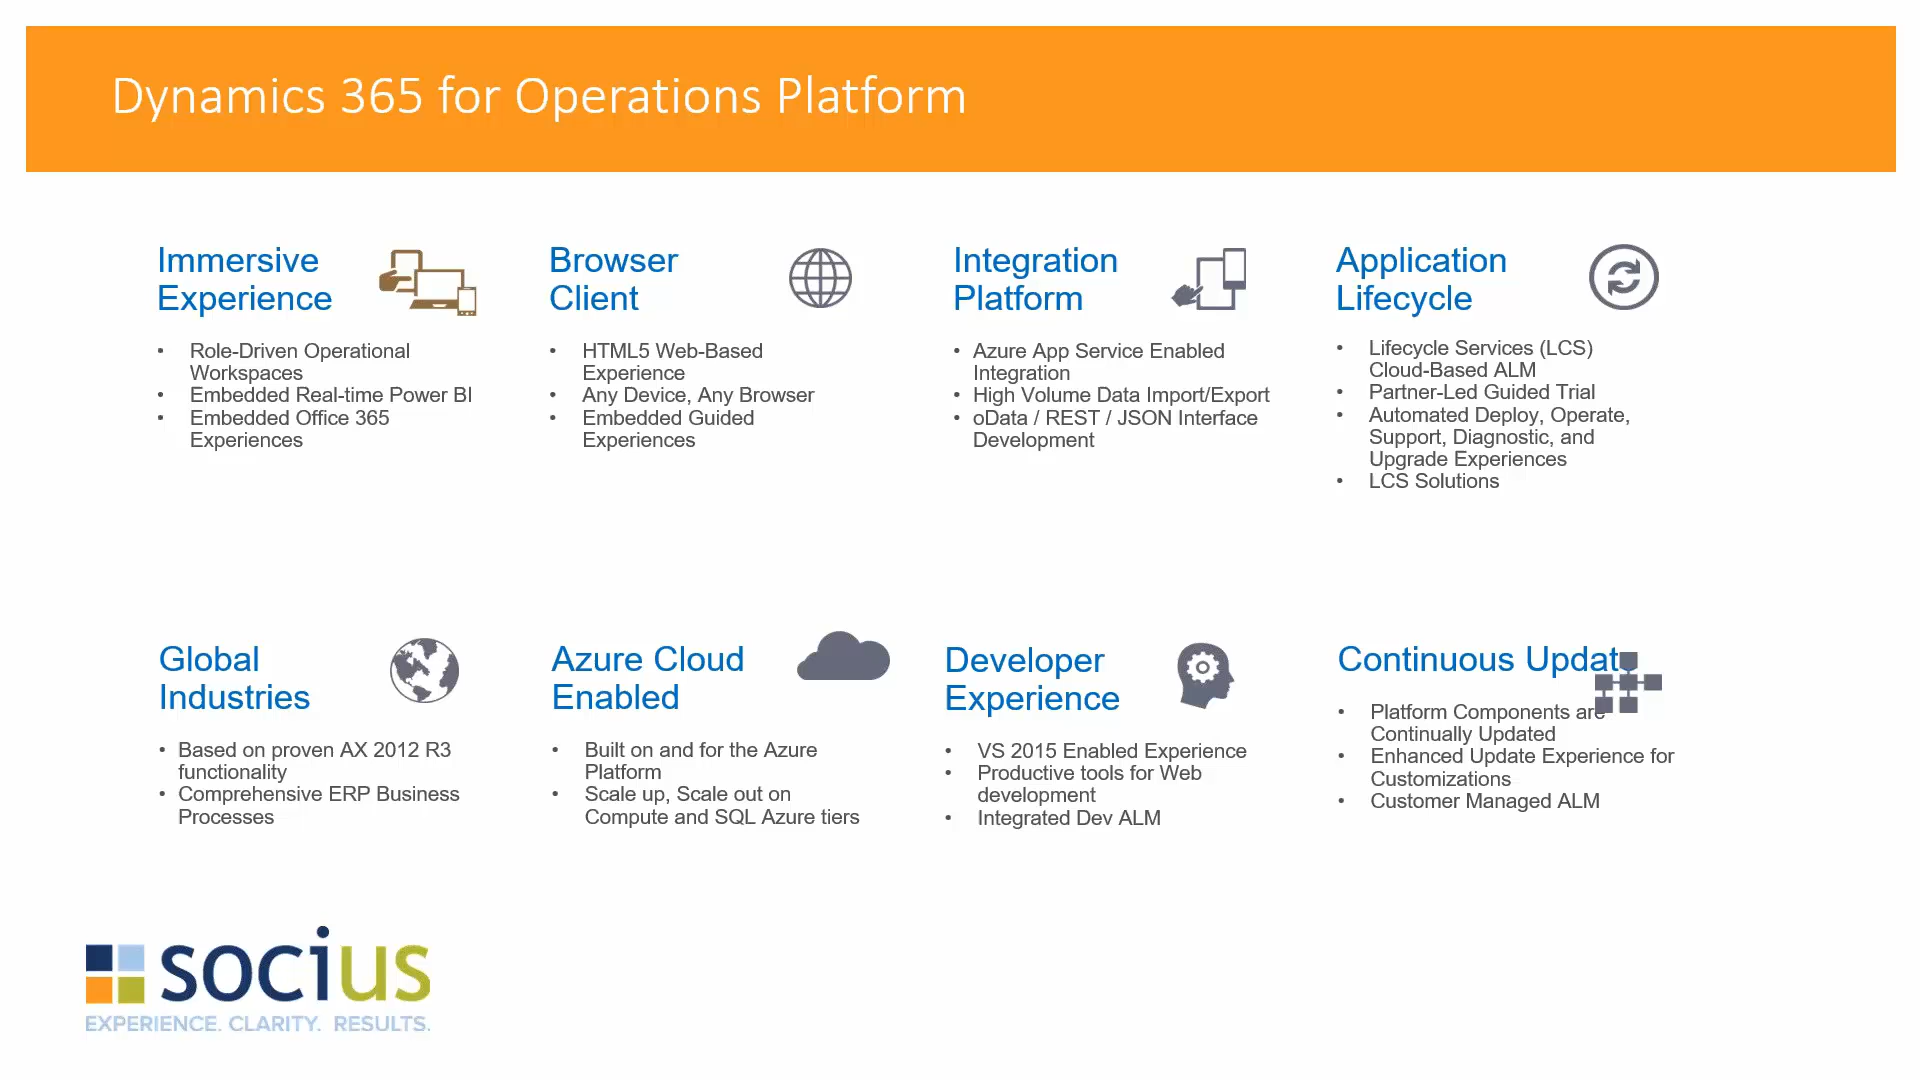 Dynamics 365 for Operations Platform
Immersive
Experience
• Role-Driven Operational
Workspaces
• Embedded Real-time Power BI
• Embedded Office 365
Experiences
Browser
Client
• HTML5 Web-Based
Experience
• Any Device, Any Browser
• Embedded Guided
Experiences
Integration
Platform
• Azure App Service Enabled
Integration
• High Volume Data Import/Export
• oData / REST / JSON Interface
Development
Application
Lifecycle
• Lifecycle Services (LCS)
Cloud-Based ALM
• Partner-Led Guided Trial
• Automated Deploy, Operate,
Support, Diagnostic, and
Upgrade Experiences
• LCS Solutions
Global
Industries
• Based on proven AX 2012 R3
functionality
• Comprehensive ERP Business
Processes
Azure Cloud
Enabled
• Built on and for the Azure
Platform
• Scale up, Scale out on
Compute and SQL Azure tiers
Developer
Experience
• VS 2015 Enabled Experience
• Productive tools for Web
development
• Integrated Dev ALM
Continuous Update
• Platform Components are
Continually Updated
• Enhanced Update Experience for
Customizations
• Customer Managed ALM
socius
EXPERIENCE. CLARITY. RESULTS.